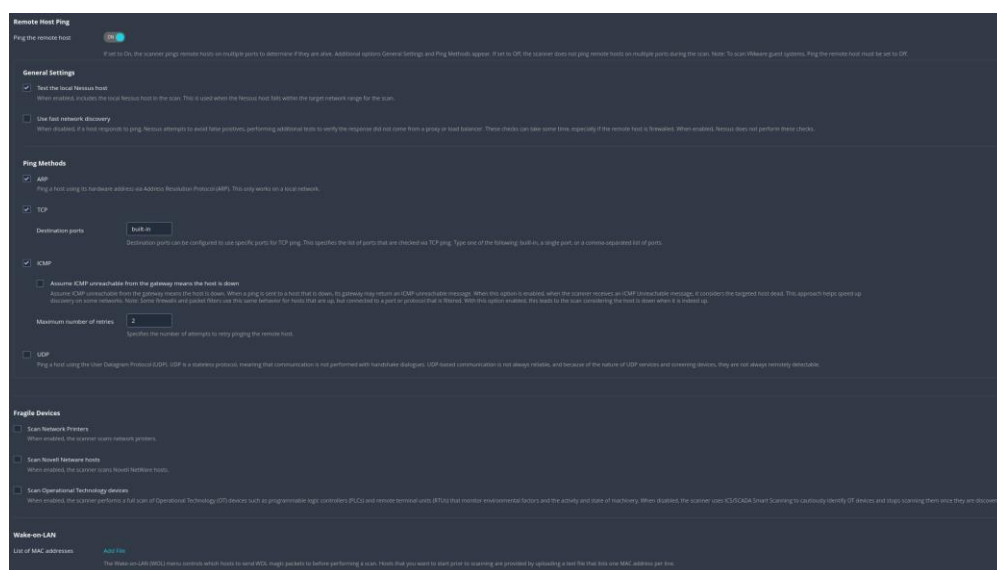 Remote Host Ping
Ping the remote host ON
If set to On, the scanner pings remote hosts on multiple ports to determine if they are alive. Additional options General Settings and Ping Methods appear. If set to Off, the scanner does not ping remote hosts on multiple ports during the scan. Note: To scan VMware guest systems, Ping the remote host must be set to Off.
General Settings
Test the local Nessus host
When enabled, includes the local Nessus host in the scan. This is used when the Nessus host falls within the target network range for the scan.
Use fast network discovery
When disabled, if a host responds to ping, Nessus attempts to avoid false positives, performing additional tests to verify the response did not come from a proxy or load balancer. These checks can take some time, especially if the remote host is firewalled. When enabled, Nessus does not perform these checks.
Ping Methods
ARP
Ping a host using its hardware address via Address Resolution Protocol (ARP). This only works on a local network.
TCP
Destination ports built-in
Destination ports can be configured to use specific ports for TCP ping. This specifies the list of ports that are checked via TCP ping. Type one of the following: built-in, a single port, or a comma-separated list of ports.
ICMP
Assume ICMP unreachable from the gateway means the host is down
Assume ICMP unreachable from the gateway means the host is down. When a ping is sent to a host that is down, its gateway may return an ICMP unreachable message. When this option is enabled, when the scanner receives an ICMP Unreachable message, it considers the targeted host dead. This approach helps speed up
discovery on some networks. Note: Some firewalls and packet filters use this same behavior for hosts that are up, but connected to a port or protocol that is filtered. With this option enabled, this leads to the scan considering the host is down when it is indeed up.
Maximum number of retries 2
Specifies the number of attempts to retry pinging the remote host.
UDP
Ping a host using the User Datagram Protocol (UDP). UDP is a stateless protocol, meaning that communication is not performed with handshake dialogues. UDP-based communication is not always reliable, and because of the nature of UDP services and screening devices, they are not always remotely detectable.
Fragile Devices
Scan Network Printers
When enabled, the scanner scans network printers.
Scan Novell Netware hosts
When enabled, the scanner scans Novell NetWare hosts.
Scan Operational Technology devices
When enabled, the scanner performs a full scan of Operational Technology (OT) devices such as programmable logic controllers (PLCs) and remote terminal units (RTUs) that monitor environmental factors and the activity and state of machinery. When disabled, the scanner uses ICS/SCADA Smart Scanning to cautiously identify OT devices and stops scanning them once they are discover
Wake-on-LAN
List of MAC addresses Add File
The Wake-on-LAN (WOL) menu controls which hosts to send WOL magic packets to before performing a scan. Hosts that you want to start prior to scanning are provided by uploading a text file that lists one MAC address per line.